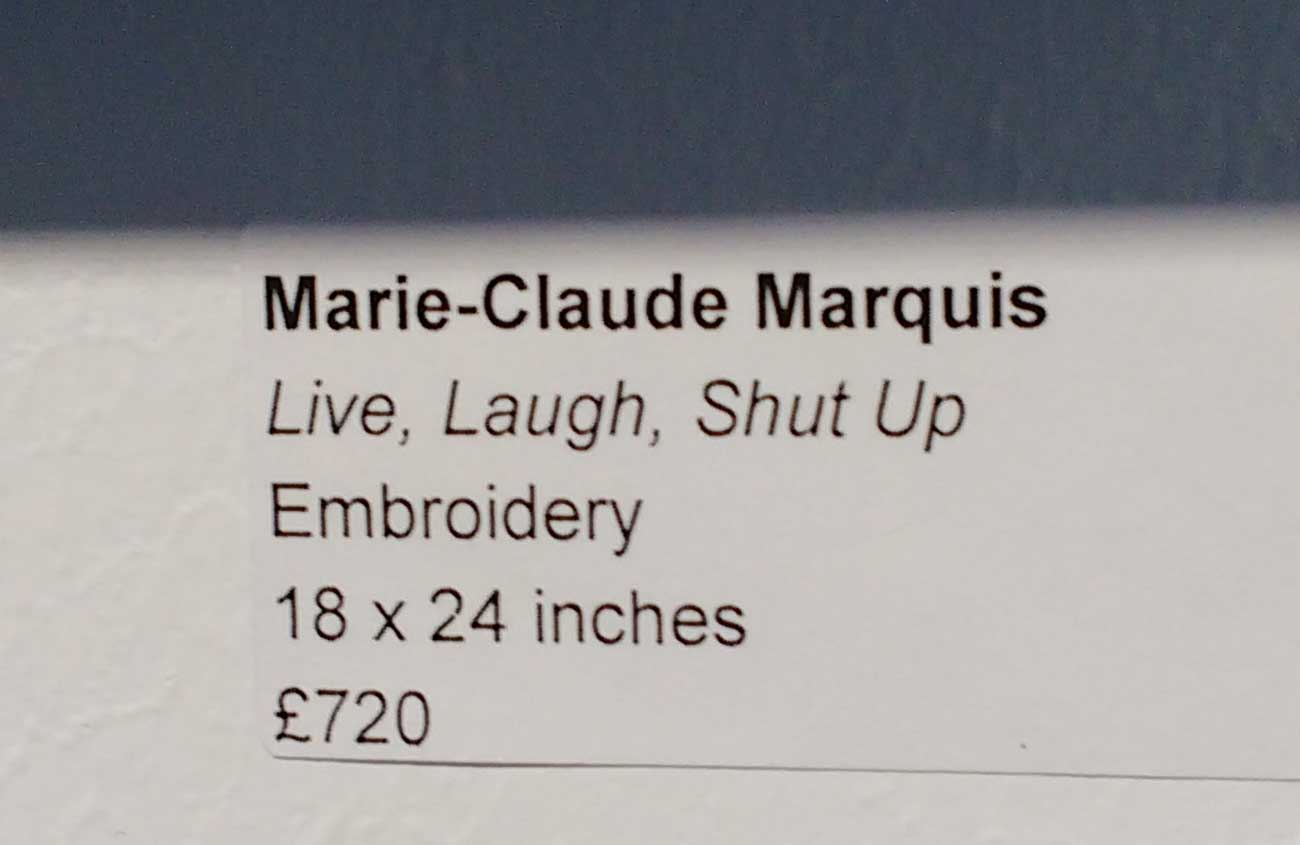 Marie-Claude Marquis
Live, Laugh, Shut Up
Embroidery
18 x 24 inches
£720